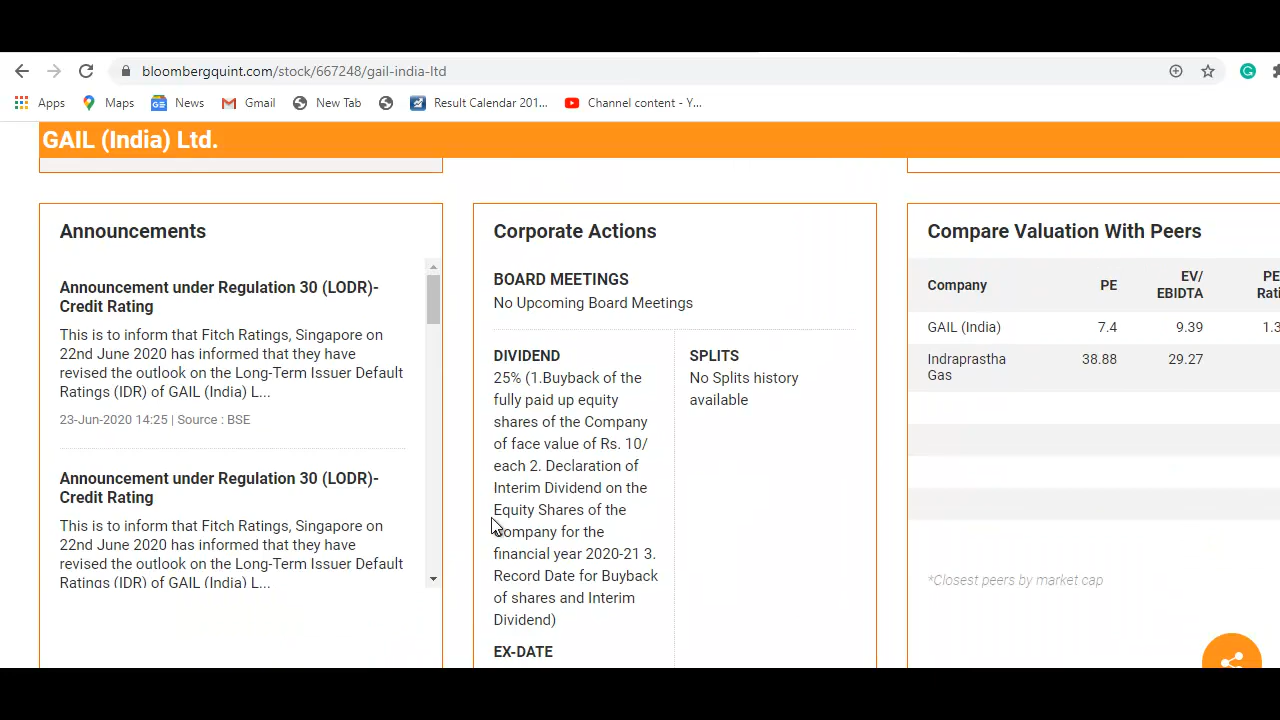 bloombergquint.com/stock/667248/gail-india-ltd
Apps Maps News Gmail New Tab Result Calendar 201... Channel content - Y...
GAIL (India) Ltd.
Announcements
Announcement under Regulation 30 (LODR)-
Credit Rating
This is to inform that Fitch Ratings, Singapore on
22nd June 2020 has informed that they have
revised the outlook on the Long-Term Issuer Default
Ratings (IDR) of GAIL (India) L...
23-Jun-2020 14:25 | Source : BSE
Announcement under Regulation 30 (LODR)-
Credit Rating
This is to inform that Fitch Ratings, Singapore on
22nd June 2020 has informed that they have
revised the outlook on the Long-Term Issuer Default
Ratings (IDR) of GAIL (India) L...
Corporate Actions
BOARD MEETINGS
No Upcoming Board Meetings
DIVIDEND
25% (1.Buyback of the
fully paid up equity
shares of the Company
of face value of Rs. 10/
each 2. Declaration of
Interim Dividend on the
Equity Shares of the
Company for the
financial year 2020-21 3.
Record Date for Buyback
of shares and Interim
Dividend)
EX-DATE
SPLITS
No Splits history
available
Compare Valuation With Peers
Company PE EV/
EBIDTA PE
Rati
GAIL (India) 7.4 9.39 1.3
Indraprastha
Gas 38.88 29.27
*Closest peers by market cap